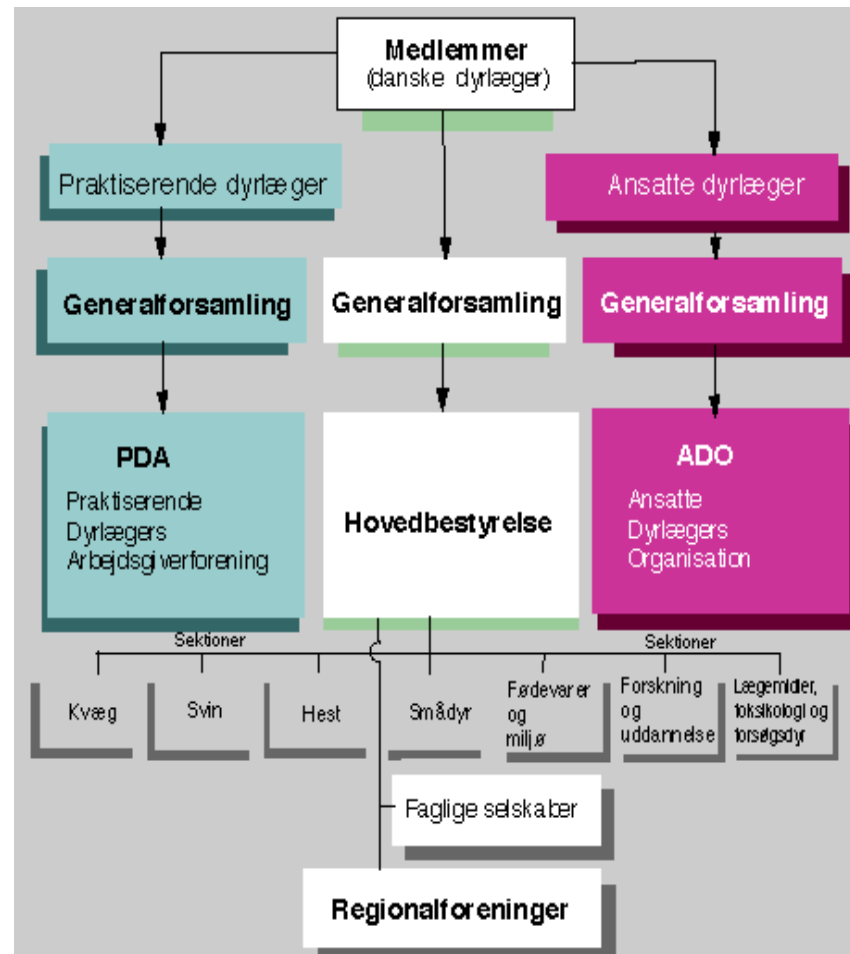 Medlemmer
(danske dyrlæger)
Praktiserende dyrlæger
Ansatte dyrlæger
Generalforsamling
Generalforsamling
Generalforsamling
PDA
Praktiserende
Dyrlægers
Arbejdsgiverforening
Hovedbestyrelse
ADO
Ansatte
Dyrlægers
Organisation
Sektioner
Sektioner
Kvæg
Svin
Hest
Smådyr
Fødevarer
og
miljø
Forskning
og
uddannelse
Lægemidler,
toksikologi og
forsøgsdyr
Faglige selskaber
Regionalforeninger